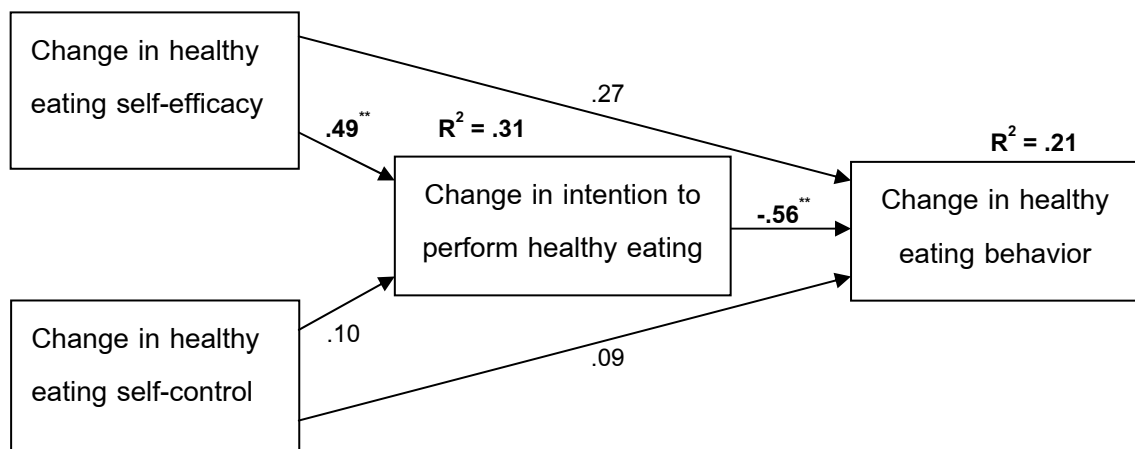 Change in healthy
eating self-efficacy
.27
.49**
R² = .31
R² = .21
Change in intention to
perform healthy eating
-.56**
Change in healthy
eating behavior
Change in healthy
eating self-control
.10
.09